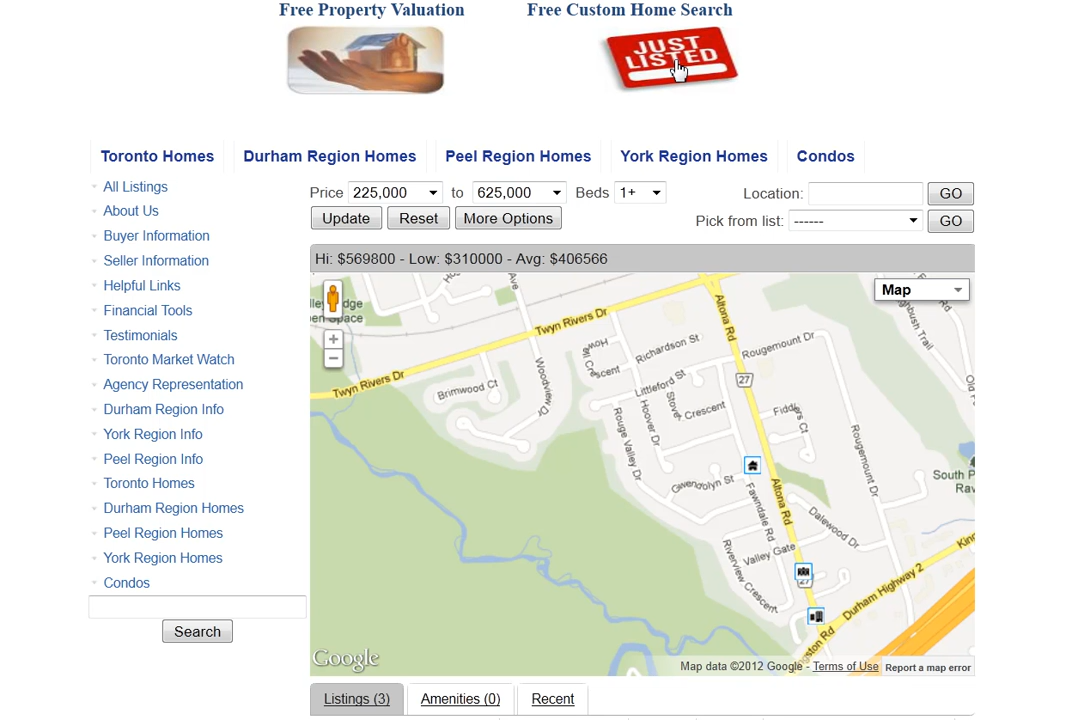 Free Property Valuation
Free Custom Home Search
JUST LISTED
Toronto Homes
Durham Region Homes
Peel Region Homes
York Region Homes
Condos
All Listings
About Us
Buyer Information
Seller Information
Helpful Links
Financial Tools
Testimonials
Toronto Market Watch
Agency Representation
Durham Region Info
York Region Info
Peel Region Info
Toronto Homes
Durham Region Homes
Peel Region Homes
York Region Homes
Condos
Search
Price 225,000 to 625,000 Beds 1+
Location: GO
Update Reset More Options
Pick from list: ------ GO
Hi: $569800 - Low: $310000 - Avg: $406566
Map
Twyn Rivers Dr
Altona Rd
Richardson St
Rougemount Dr
Howell Crescent
Twyn Rivers Dr
Brimwood Ct
Woodview Dr
Littleford St
27
Stover Crescent
Hoover Dr
Rouge Valley Dr
Fiddlers Ct
Rougemount Dr
Gwendolyn St
Fawndale Rd
Altona Rd
Dalewood Dr
Riverview Crescent
Valley Gate
27
Durham Highway 2
Kingston Rd
Google
Map data ©2012 Google - Terms of Use
Report a map error
Listings (3)
Amenities (0)
Recent